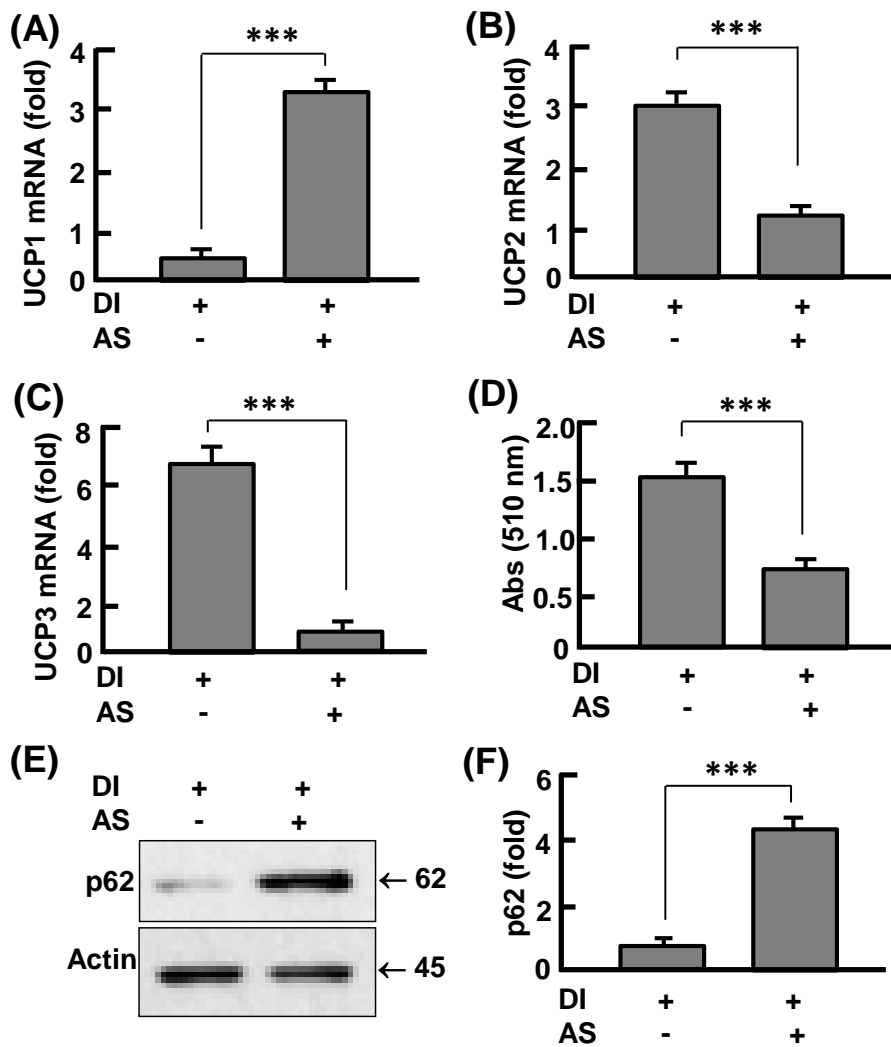 (A)
***
UCP1 mRNA (fold)
4
3
2
1
0
DI + +
AS - +
(B)
***
UCP2 mRNA (fold)
4
3
2
1
0
DI + +
AS - +
(C)
***
UCP3 mRNA (fold)
8
6
4
2
0
DI + +
AS - +
(D)
***
Abs (510 nm)
2.0
1.5
1.0
0.5
0
DI + +
AS - +
(E)
DI + +
AS - +
p62 ← 62
Actin ← 45
(F)
***
p62 (fold)
6
4
2
0
DI + +
AS - +